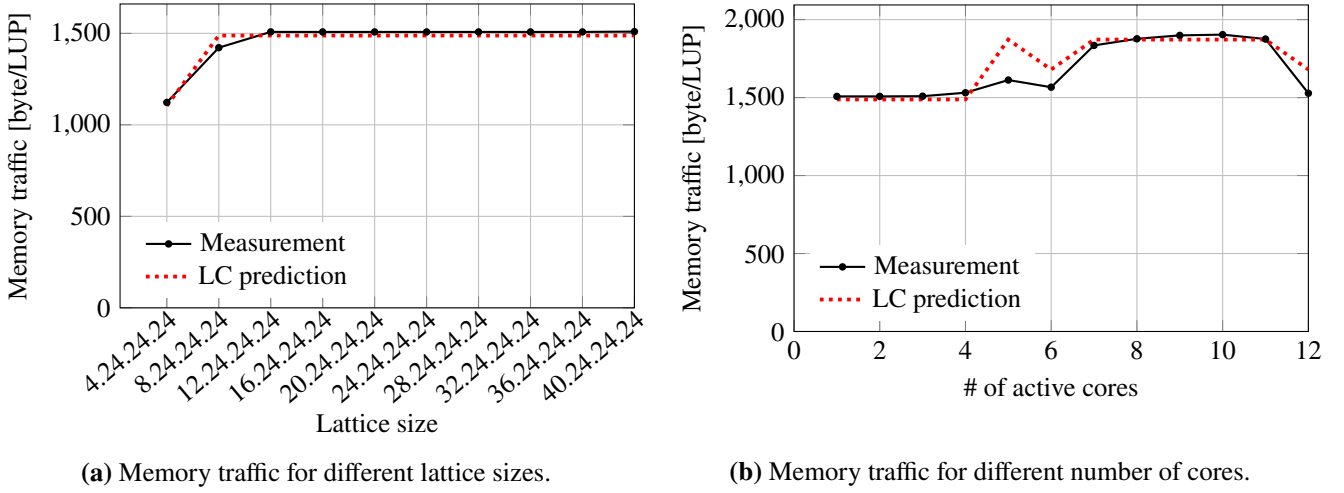 Memory traffic [byte/LUP]
1,500
1,000
500
0
Measurement
LC prediction
4.24.24.24
8.24.24.24
12.24.24.24
16.24.24.24
20.24.24.24
24.24.24.24
28.24.24.24
32.24.24.24
36.24.24.24
40.24.24.24
Lattice size
(a) Memory traffic for different lattice sizes.
Memory traffic [byte/LUP]
2,000
1,500
1,000
500
0
Measurement
LC prediction
0 2 4 6 8 10 12
# of active cores
(b) Memory traffic for different number of cores.